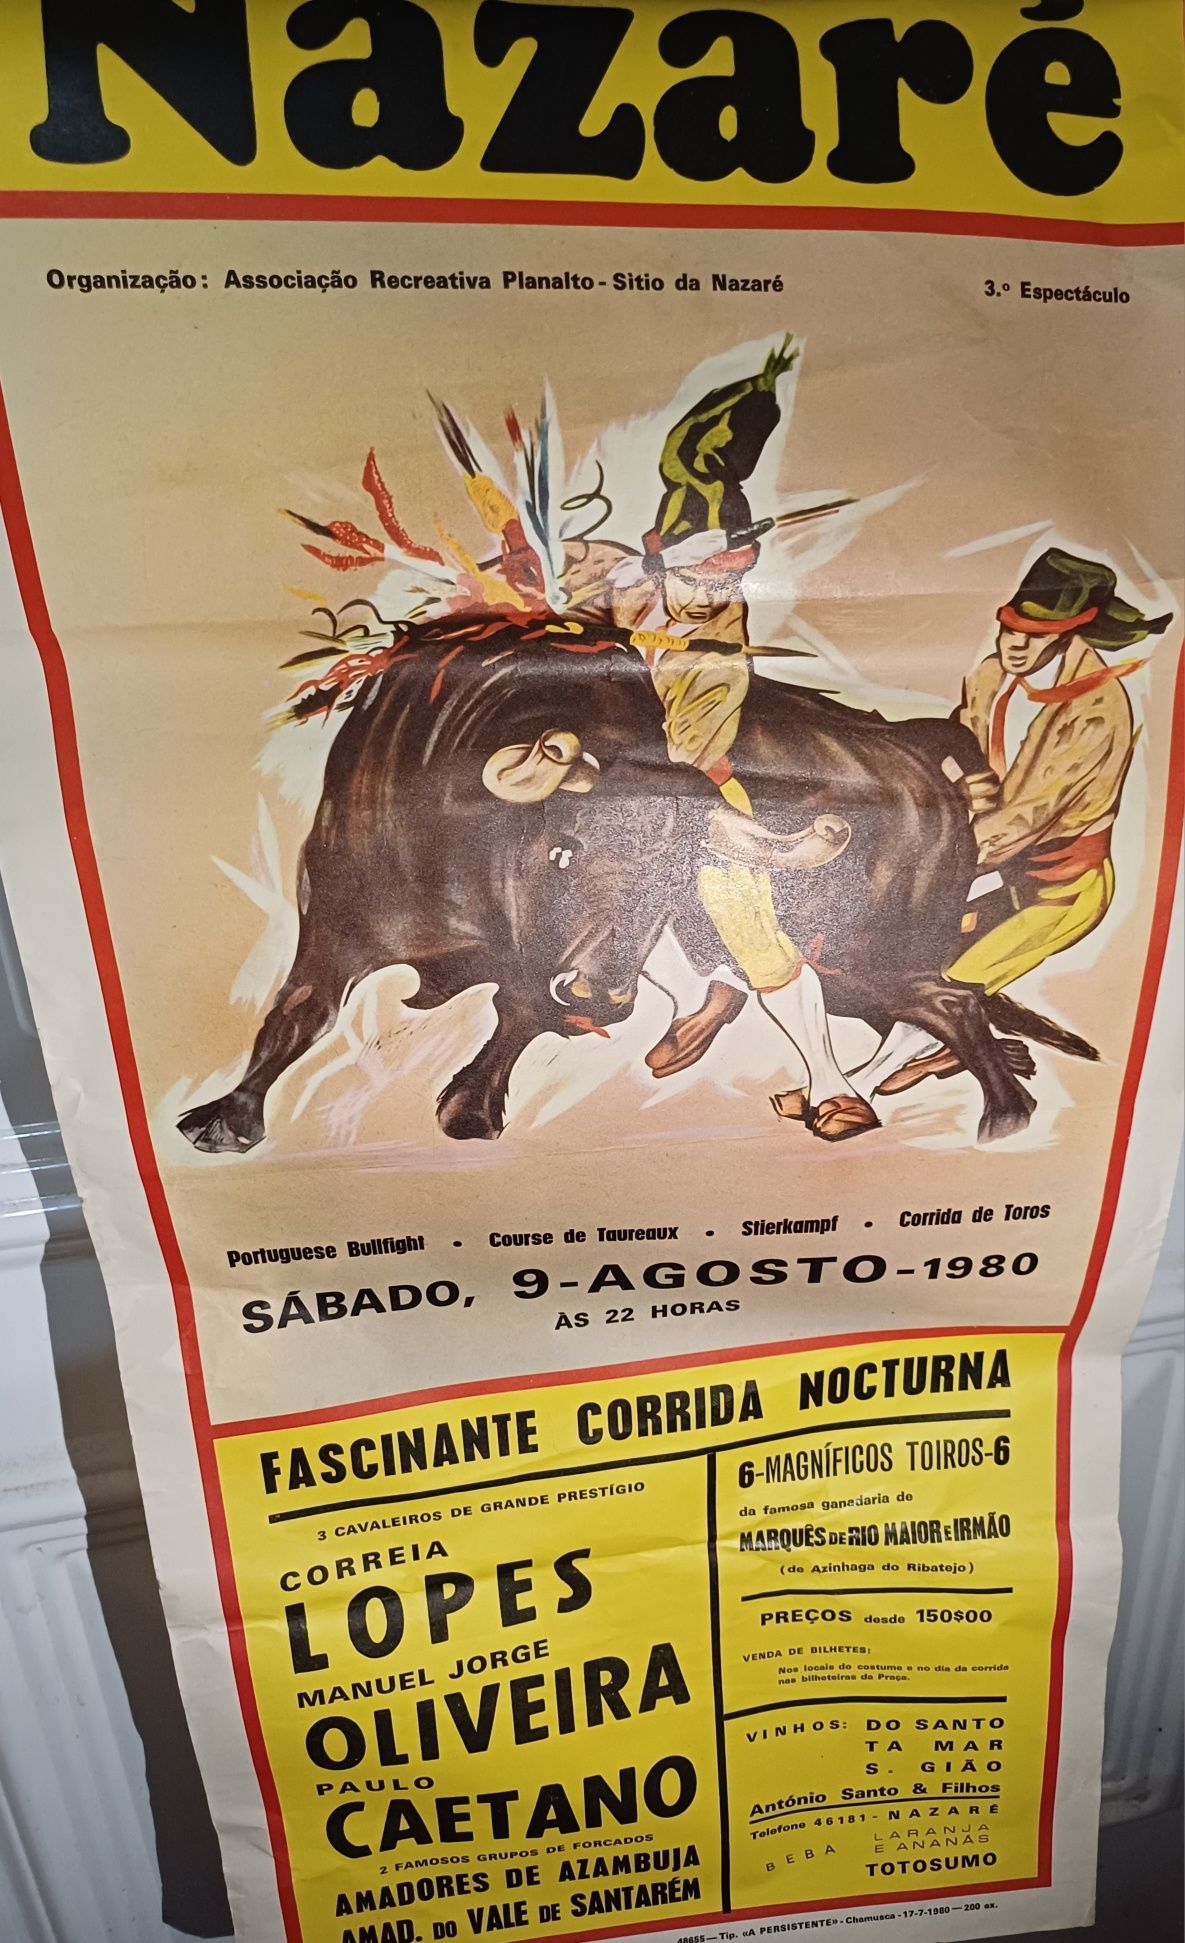 Nazaré
Organização: Associação Recreativa Planalto - Sitio da Nazaré
3.º Espectáculo
Portuguese Bullfight • Course de Taureaux • Stierkampf • Corrida de Toros
SÁBADO, 9-AGOSTO-1980
ÀS 22 HORAS
FASCINANTE CORRIDA NOCTURNA
3 CAVALEIROS DE GRANDE PRESTÍGIO
CORREIA
LOPES
MANUEL JORGE
OLIVEIRA
PAULO
CAETANO
2 FAMOSOS GRUPOS DE FORCADOS
AMADORES DE AZAMBUJA
AMAD. DO VALE DE SANTARÉM
6-MAGNÍFICOS TOIROS-6
da famosa ganadaria de
MARQUÊS DE RIO MAIOR E IRMÃO
(de Azinhaga do Ribatejo)
PREÇOS desde 150$00
VENDA DE BILHETES:
Nos locais do costume e no dia da corrida
nas bilheteiras da Praça.
VINHOS: DO SANTO
TA MAR
S. GIÃO
António Santo & Filhos
Telefone 46181 - NAZARÉ
BEBA LARANJA
E ANANÁS
TOTOSUMO
48655 — Tip. «A PERSISTENTE» - Chamusca - 17-7-1980 — 200 ex.